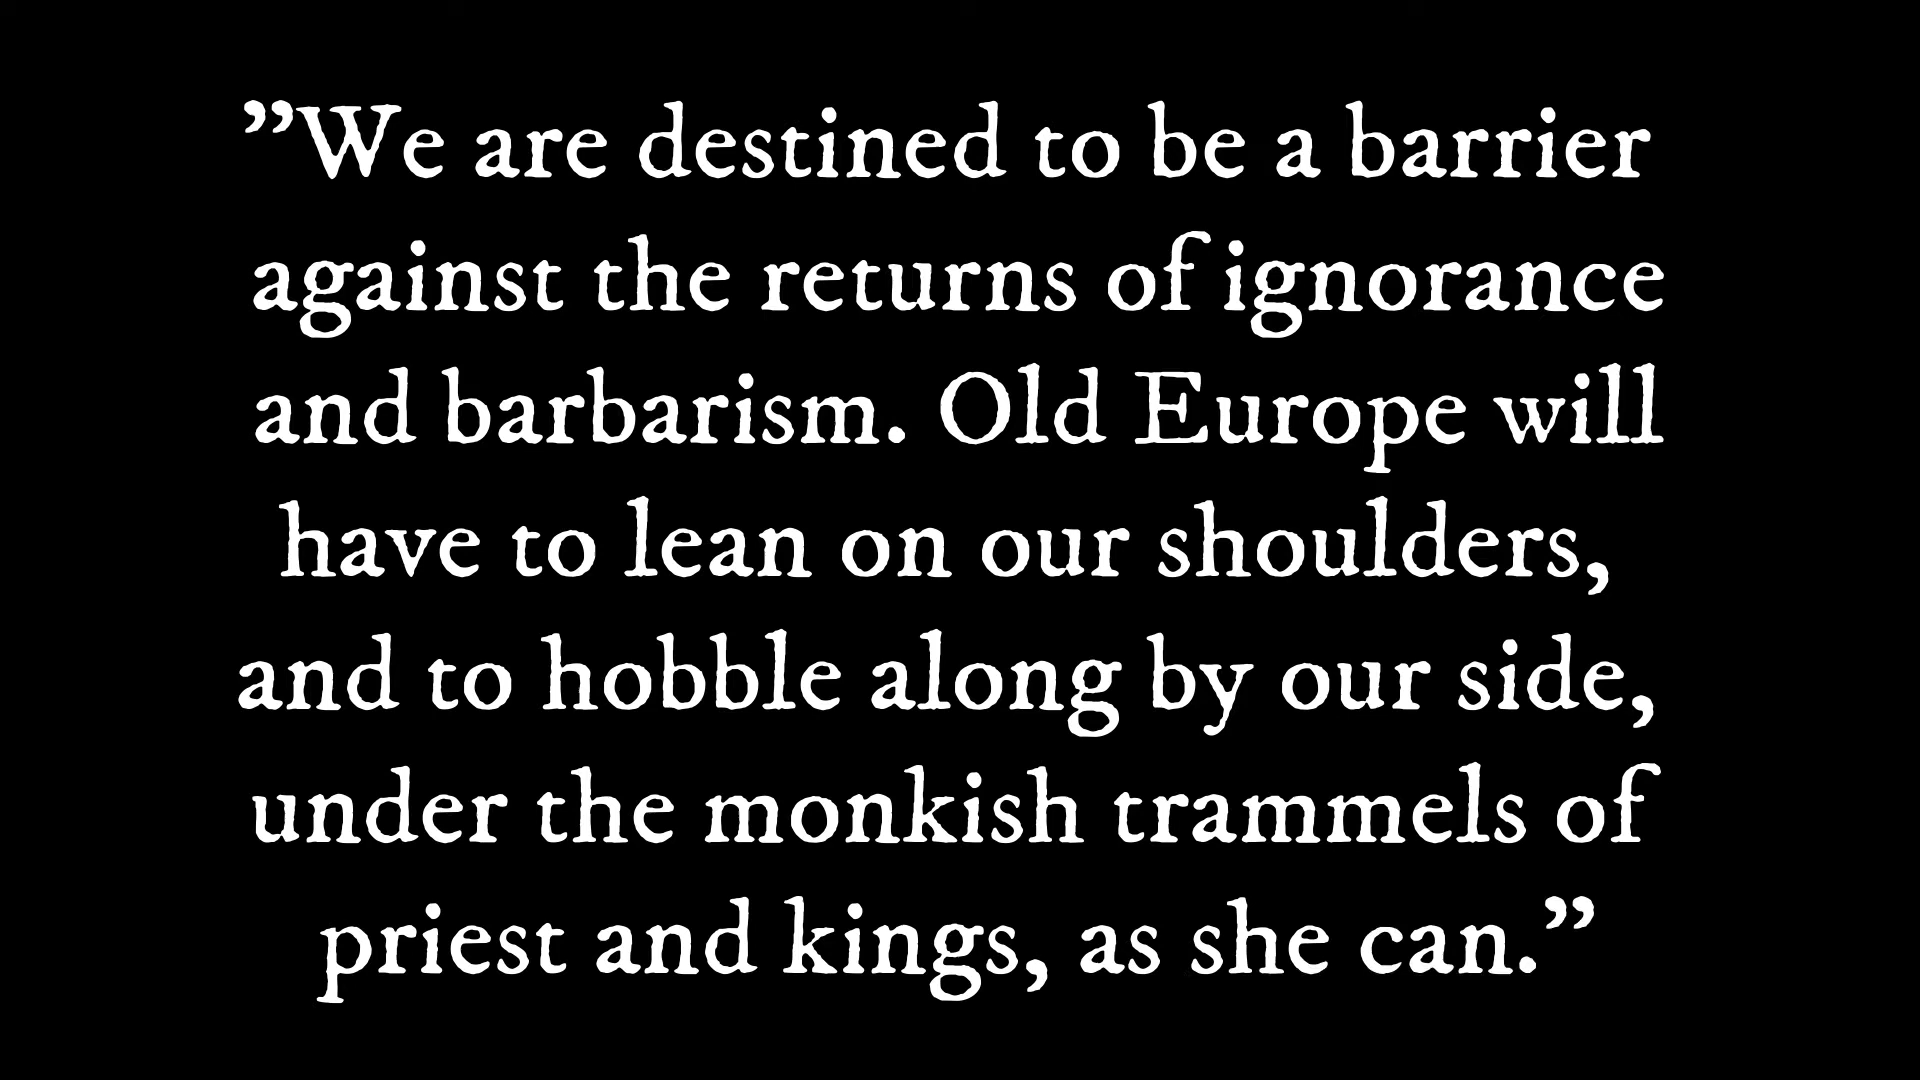 ”We are destined to be a barrier
against the returns of ignorance
and barbarism. Old Europe will
have to lean on our shoulders,
and to hobble along by our side,
under the monkish trammels of
priest and kings, as she can.”